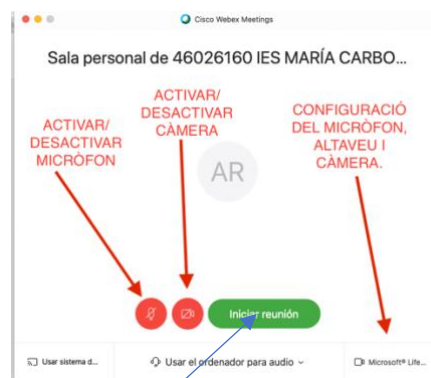 Cisco Webex Meetings
Sala personal de 46026160 IES MARÍA CARBO...
ACTIVAR/
DESACTIVAR
MICRÒFON
ACTIVAR/
DESACTIVAR
CÀMERA
CONFIGURACIÓ
DEL MICRÒFON,
ALTAVEU I
CÀMERA.
AR
Iniciar reunión
Usar sistema d...
Usar el ordenador para audio
Microsoft® Life...